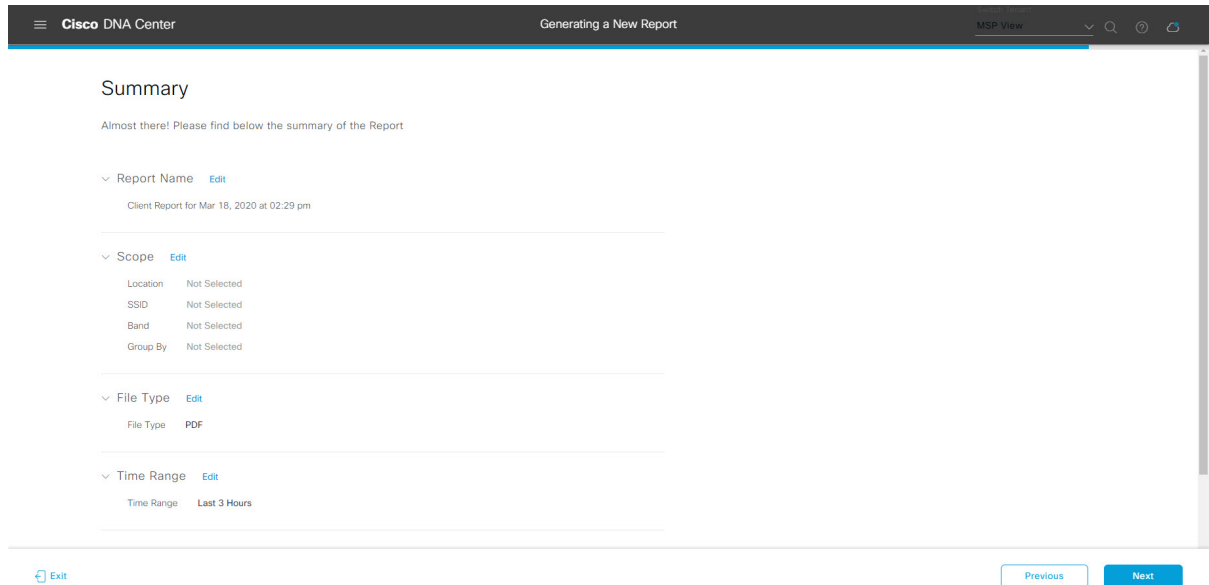 Cisco DNA Center
Generating a New Report
Switch Tenant
MSP View
Summary
Almost there! Please find below the summary of the Report
Report Name Edit
Client Report for Mar 18, 2020 at 02:29 pm
Scope Edit
Location Not Selected
SSID Not Selected
Band Not Selected
Group By Not Selected
File Type Edit
File Type PDF
Time Range Edit
Time Range Last 3 Hours
Exit
Previous
Next